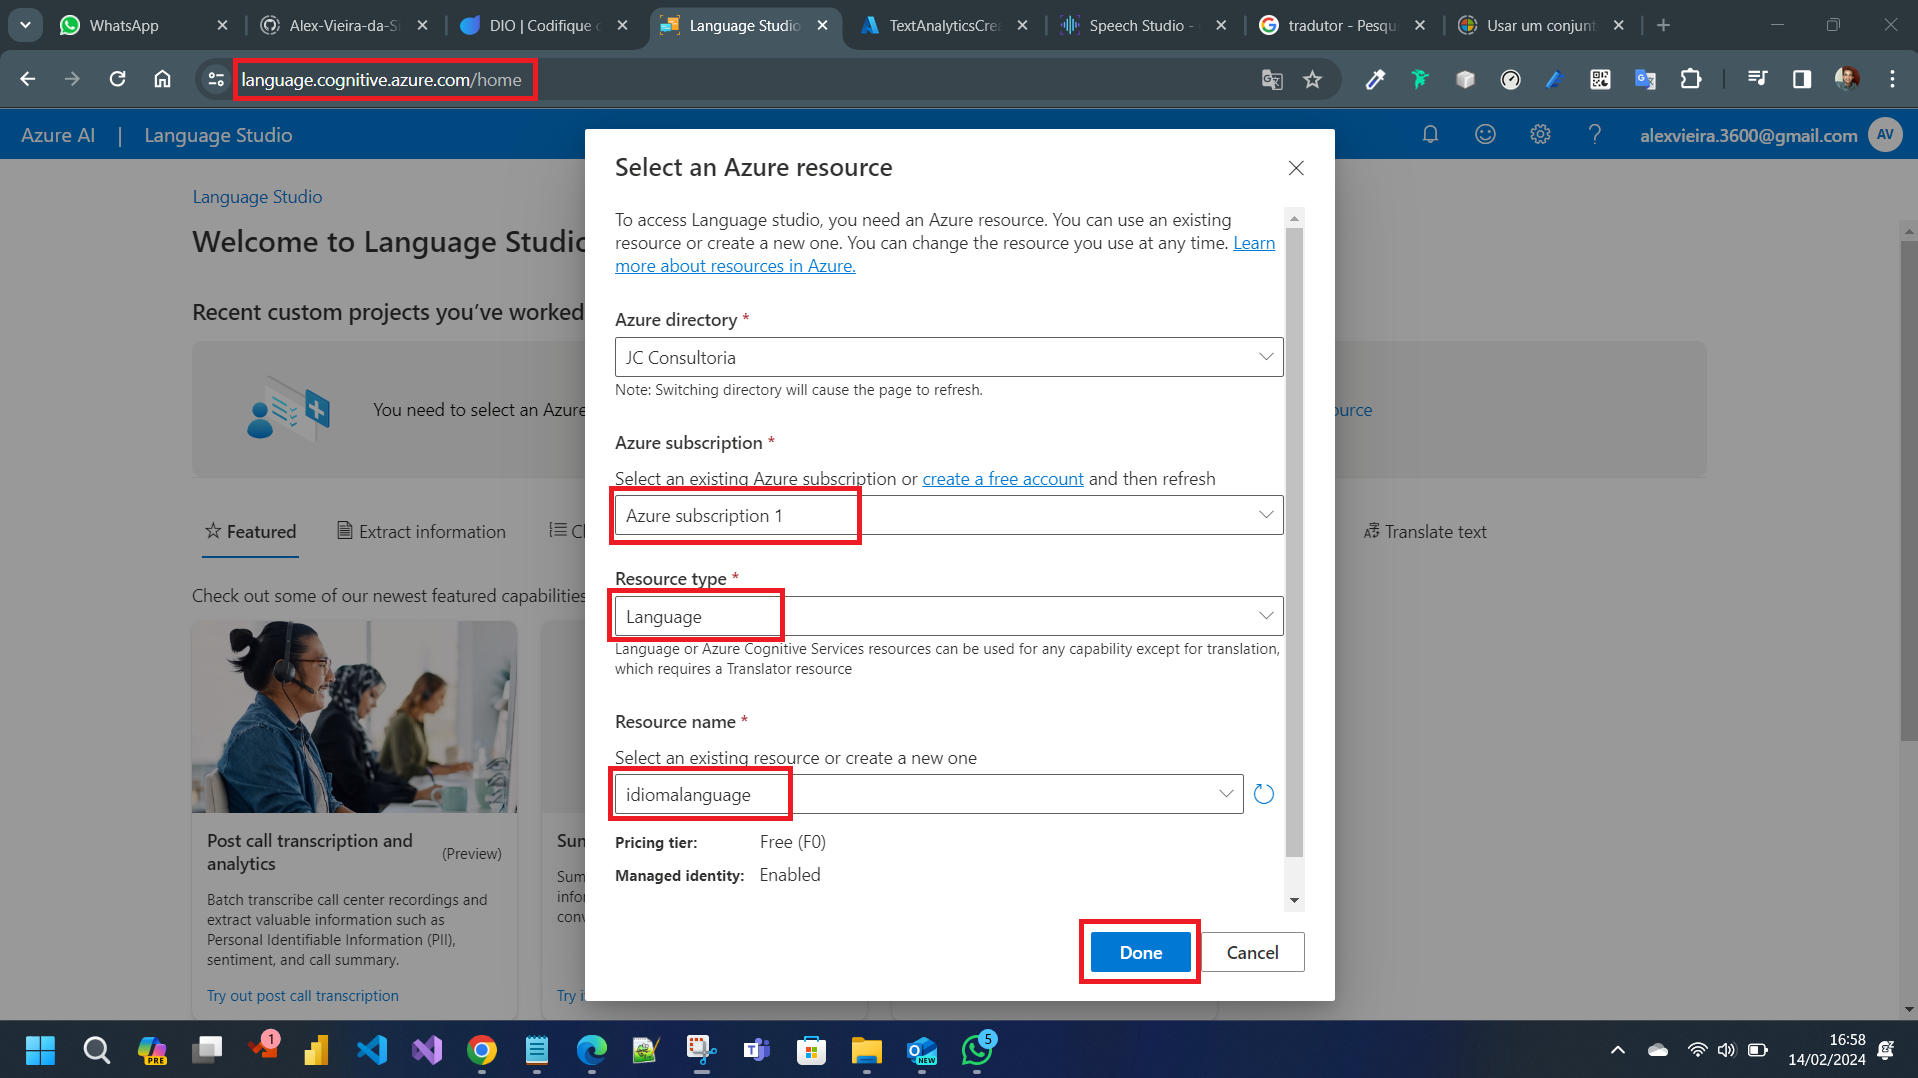 WhatsApp
Alex-Vieira-da-Si
DIO | Codifique
Language Studio
TextAnalyticsCrea
Speech Studio -
tradutor - Pesqu
Usar um conjunt
language.cognitive.azure.com/home
Azure AI | Language Studio
alexvieira.3600@gmail.com AV
Language Studio
Welcome to Language Studio
Recent custom projects you've worked
You need to select an Azure
ource
Featured
Extract information
Translate text
Check out some of our newest featured capabilities
Post call transcription and
analytics
(Preview)
Batch transcribe call center recordings and
extract valuable information such as
Personal Identifiable Information (PII),
sentiment, and call summary.
Try out post call transcription
Sun
Sum
infor
conv
Try i
Select an Azure resource
To access Language studio, you need an Azure resource. You can use an existing
resource or create a new one. You can change the resource you use at any time. Learn
more about resources in Azure.
Azure directory *
JC Consultoria
Note: Switching directory will cause the page to refresh.
Azure subscription *
Select an existing Azure subscription or create a free account and then refresh
Azure subscription 1
Resource type *
Language
Language or Azure Cognitive Services resources can be used for any capability except for translation,
which requires a Translator resource
Resource name *
Select an existing resource or create a new one
idiomalanguage
Pricing tier: Free (F0)
Managed identity: Enabled
Done
Cancel
PRE
1
NEW
5
16:58
14/02/2024